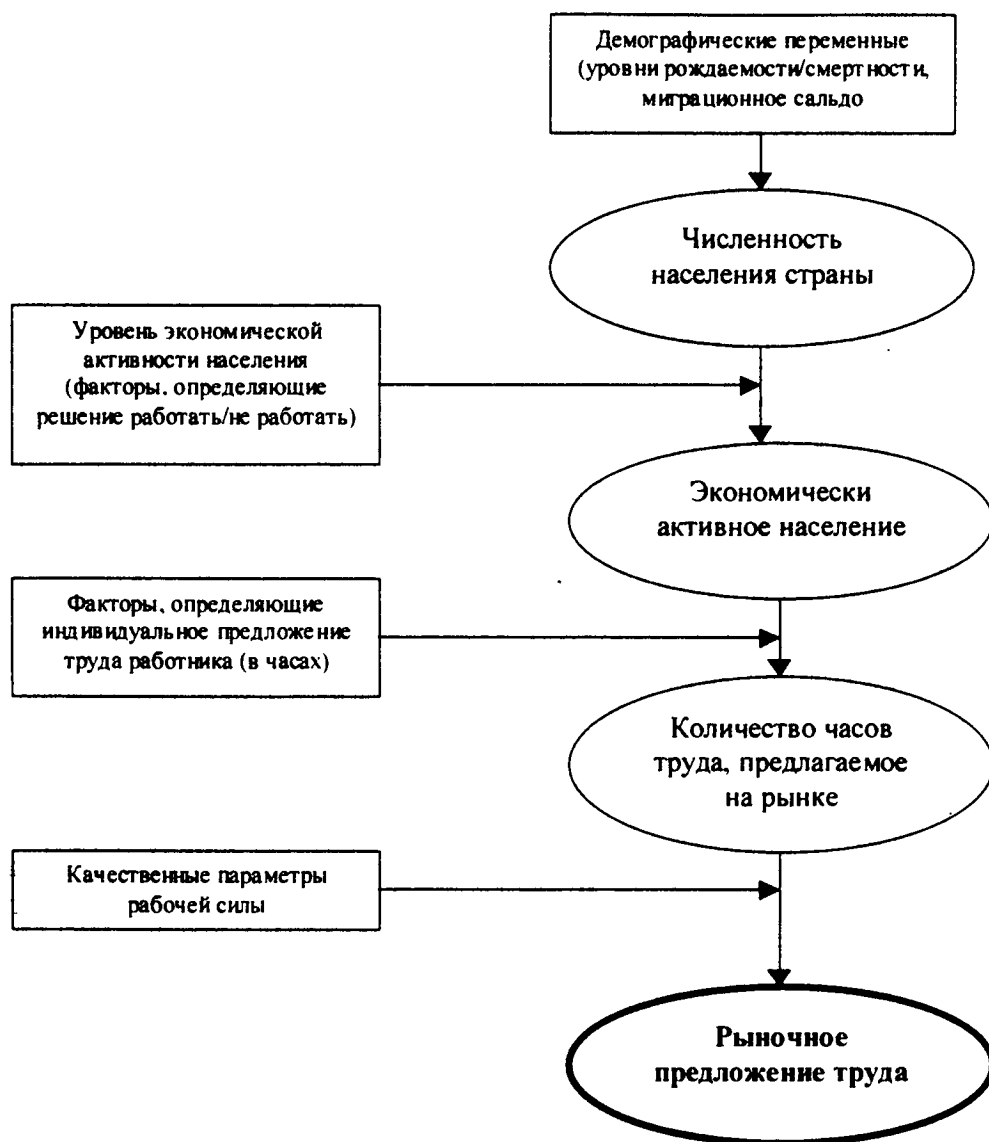 Демографические переменные
(уровни рождаемости/смертности,
миграционное сальдо
Численность
населения страны
Уровень экономической
активности населения
(факторы, определяющие
решение работать/не работать)
Экономически
активное население
Факторы, определяющие
индивидуальное предложение
труда работника (в часах)
Количество часов
труда, предлагаемое
на рынке
Качественные параметры
рабочей силы
Рыночное
предложение труда